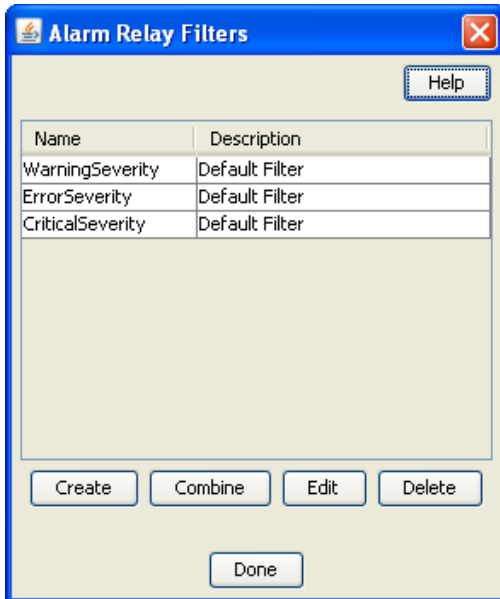 Alarm Relay Filters
Help
Name Description
WarningSeverity Default Filter
ErrorSeverity Default Filter
CriticalSeverity Default Filter
Create Combine Edit Delete
Done